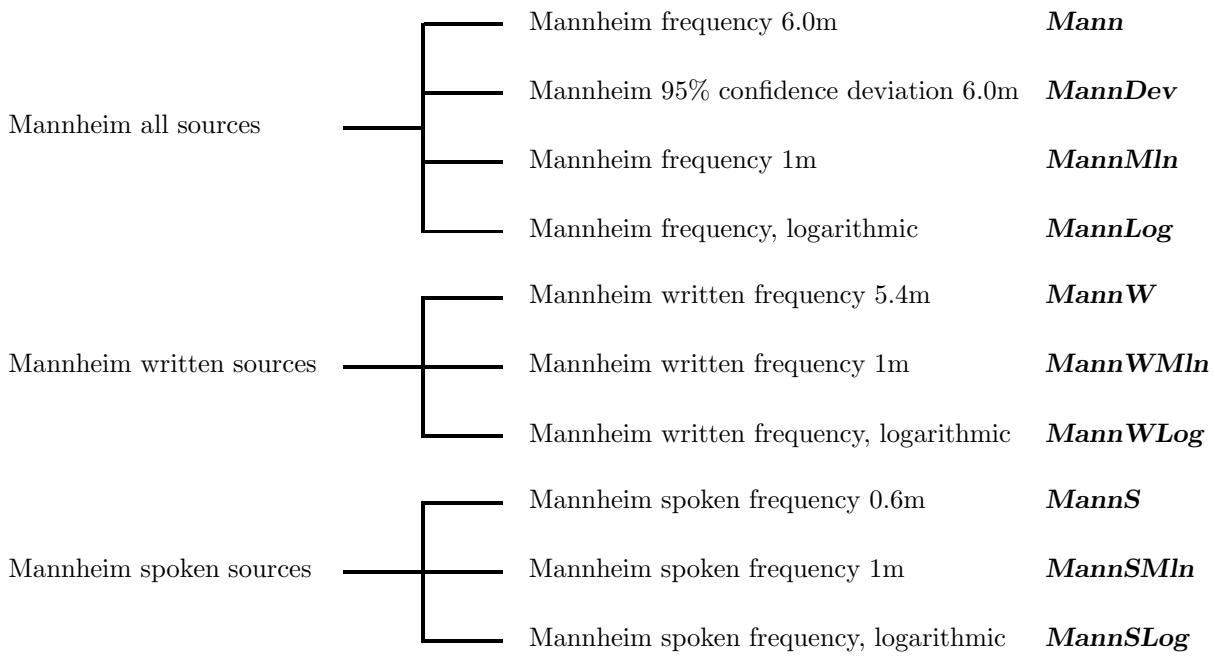 Mannheim frequency 6.0m Mann
Mannheim 95% confidence deviation 6.0m MannDev
Mannheim all sources
Mannheim frequency 1m MannMln
Mannheim frequency, logarithmic MannLog
Mannheim written frequency 5.4m MannW
Mannheim written sources Mannheim written frequency 1m MannWMln
Mannheim written frequency, logarithmic MannWLog
Mannheim spoken frequency 0.6m MannS
Mannheim spoken sources Mannheim spoken frequency 1m MannSMln
Mannheim spoken frequency, logarithmic MannSLog